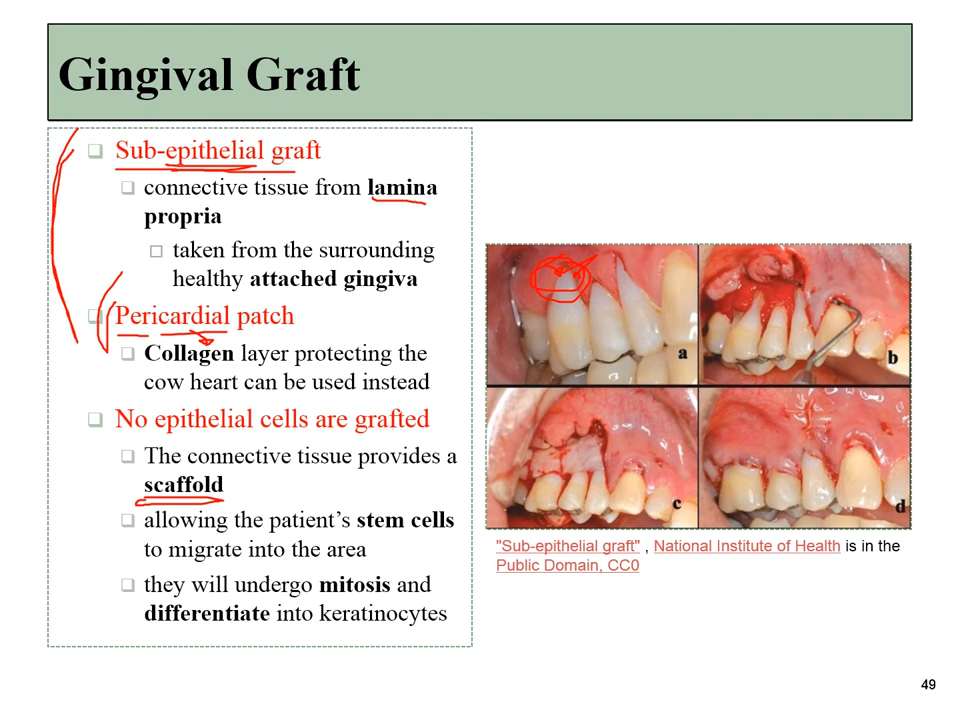 Gingival Graft
Sub-epithelial graft
connective tissue from lamina
propria
taken from the surrounding
healthy attached gingiva
Pericardial patch
Collagen layer protecting the
cow heart can be used instead
No epithelial cells are grafted
The connective tissue provides a
scaffold
allowing the patient's stem cells
to migrate into the area
they will undergo mitosis and
differentiate into keratinocytes
a
b
c
d
"Sub-epithelial graft" , National Institute of Health is in the
Public Domain, CC0
49